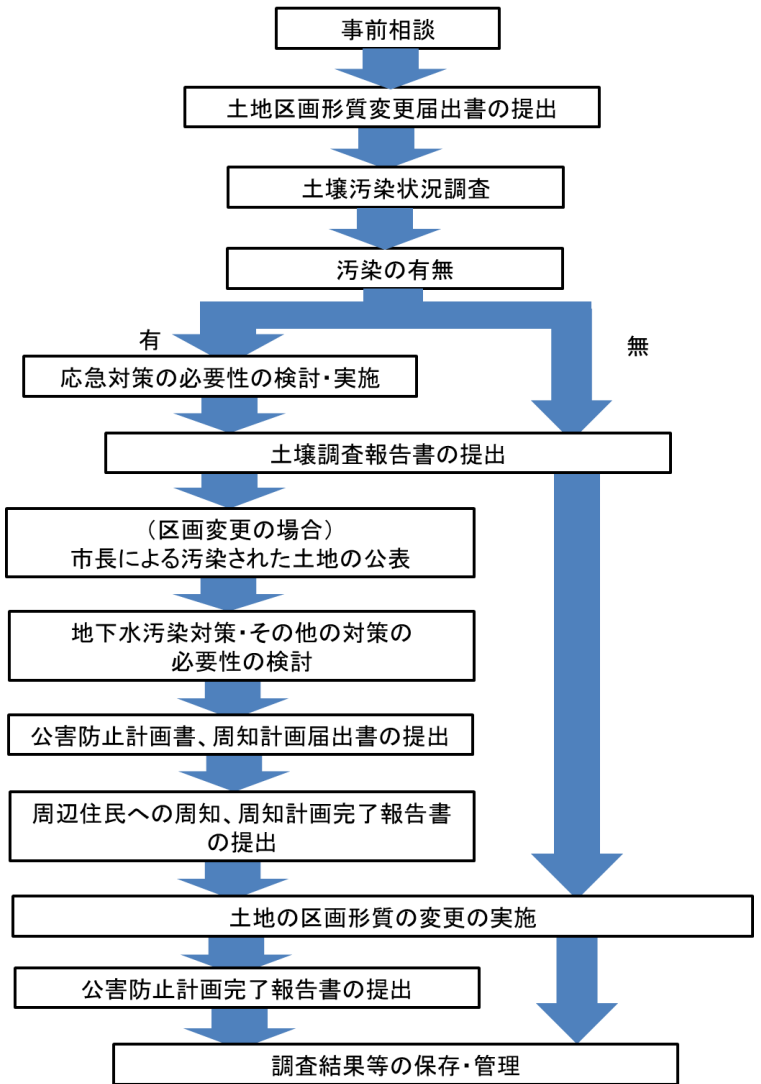 事前相談
土地区画形質変更届出書の提出
土壌汚染状況調査
汚染の有無
有
無
応急対策の必要性の検討・実施
土壌調査報告書の提出
（区画変更の場合）
市長による汚染された土地の公表
地下水汚染対策・その他の対策の
必要性の検討
公害防止計画書、周知計画届出書の提出
周辺住民への周知、周知計画完了報告書
の提出
土地の区画形質の変更の実施
公害防止計画完了報告書の提出
調査結果等の保存・管理